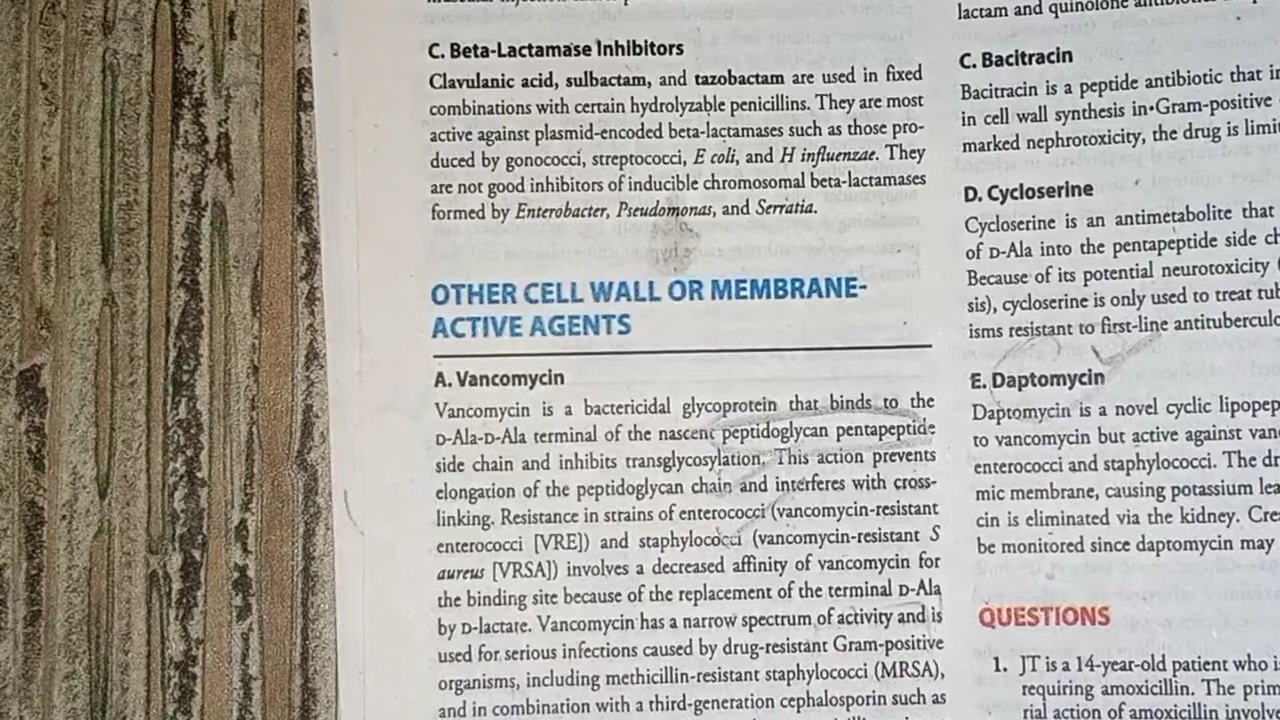 C. Beta-Lactamase Inhibitors
Clavulanic acid, sulbactam, and tazobactam are used in fixed
combinations with certain hydrolyzable penicillins. They are most
active against plasmid-encoded beta-lactamases such as those pro-
duced by gonococci, streptococci, E coli, and H influenzae. They
are not good inhibitors of inducible chromosomal beta-lactamases
formed by Enterobacter, Pseudomonas, and Serratia.
OTHER CELL WALL OR MEMBRANE-
ACTIVE AGENTS
A. Vancomycin
Vancomycin is a bactericidal glycoprotein that binds to the
D-Ala-D-Ala terminal of the nascent peptidoglycan pentapeptide
side chain and inhibits transglycosylation. This action prevents
elongation of the peptidoglycan chain and interferes with cross-
linking. Resistance in strains of enterococci (vancomycin-resistant
enterococci [VRE]) and staphylococci (vancomycin-resistant S
aureus [VRSA]) involves a decreased affinity of vancomycin for
the binding site because of the replacement of the terminal D-Ala
by D-lactate. Vancomycin has a narrow spectrum of activity and is
used for serious infections caused by drug-resistant Gram-positive
organisms, including methicillin-resistant staphylococci (MRSA),
and in combination with a third-generation cephalosporin such as
lactam and quinolone
C. Bacitracin
Bacitracin is a peptide antibiotic that
in cell wall synthesis in Gram-positive
marked nephrotoxicity, the drug is
D. Cycloserine
Cycloserine is an antimetabolite that
of D-Ala into the pentapeptide side
Because of its potential neurotoxicity (
sis), cycloserine is only used to treat
isms resistant to first-line
E. Daptomycin
Daptomycin is a novel cyclic
to vancomycin but active against
enterococci and staphylococci. The
mic membrane, causing potassium
cin is eliminated via the kidney.
be monitored since daptomycin may
QUESTIONS
1. JT is a 14-year-old patient who
requiring amoxicillin. The
rial action of amoxicillin